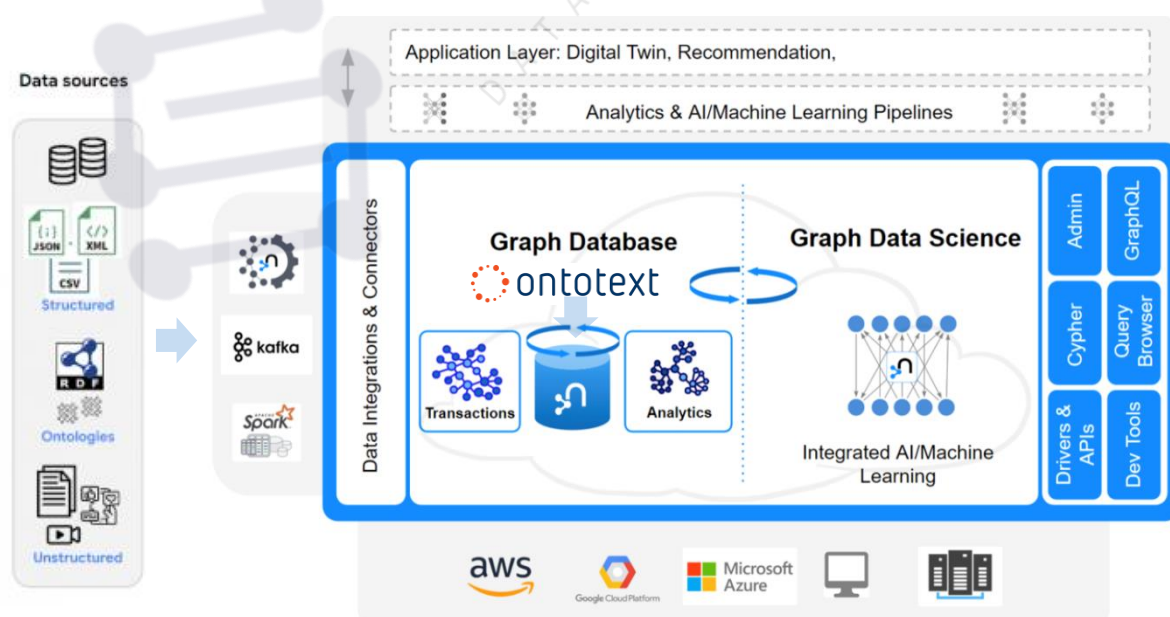 DATA
Application Layer: Digital Twin, Recommendation,
Analytics & AI/Machine Learning Pipelines
Data sources
{;}
JSON
</>
XML
CSV
Structured
RDF
Ontologies
Unstructured
kafka
APACHE
Spark
Data Integrations & Connectors
Graph Database
ontotext
Transactions
Analytics
Graph Data Science
Integrated AI/Machine
Learning
Admin
GraphQL
Cypher
Query
Browser
Drivers &
APIs
Dev Tools
aws
Google Cloud Platform
Microsoft
Azure